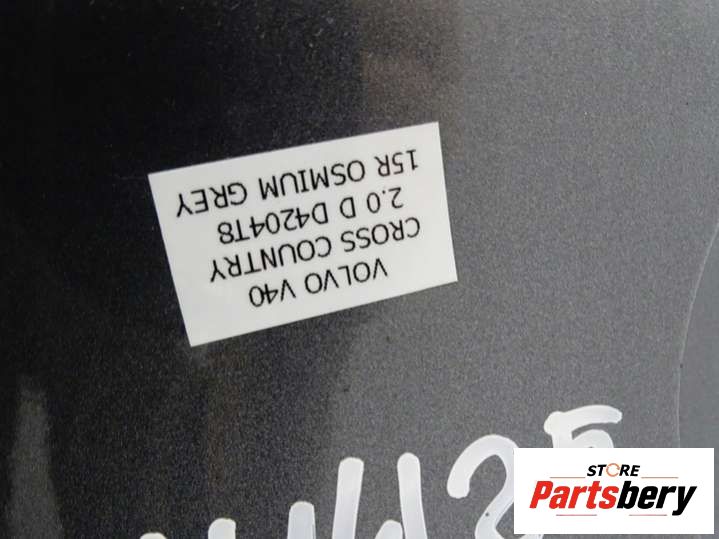 VOLVO V40
CROSS COUNTRY
2.0 D D4204T8
15R OSMIUM GREY
STORE
Partsbery